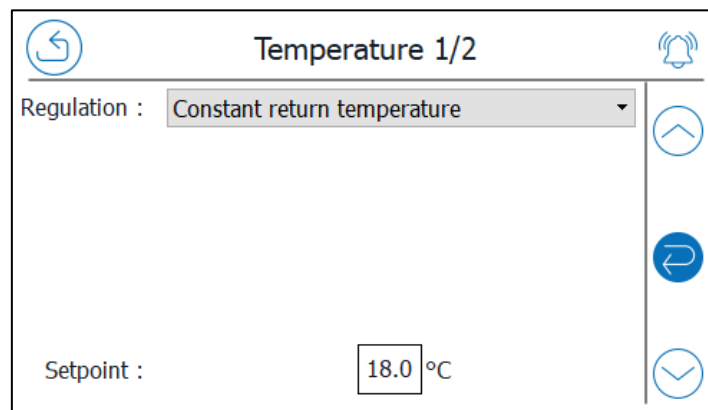 Temperature 1/2
Regulation : Constant return temperature
Setpoint : 18.0 °C